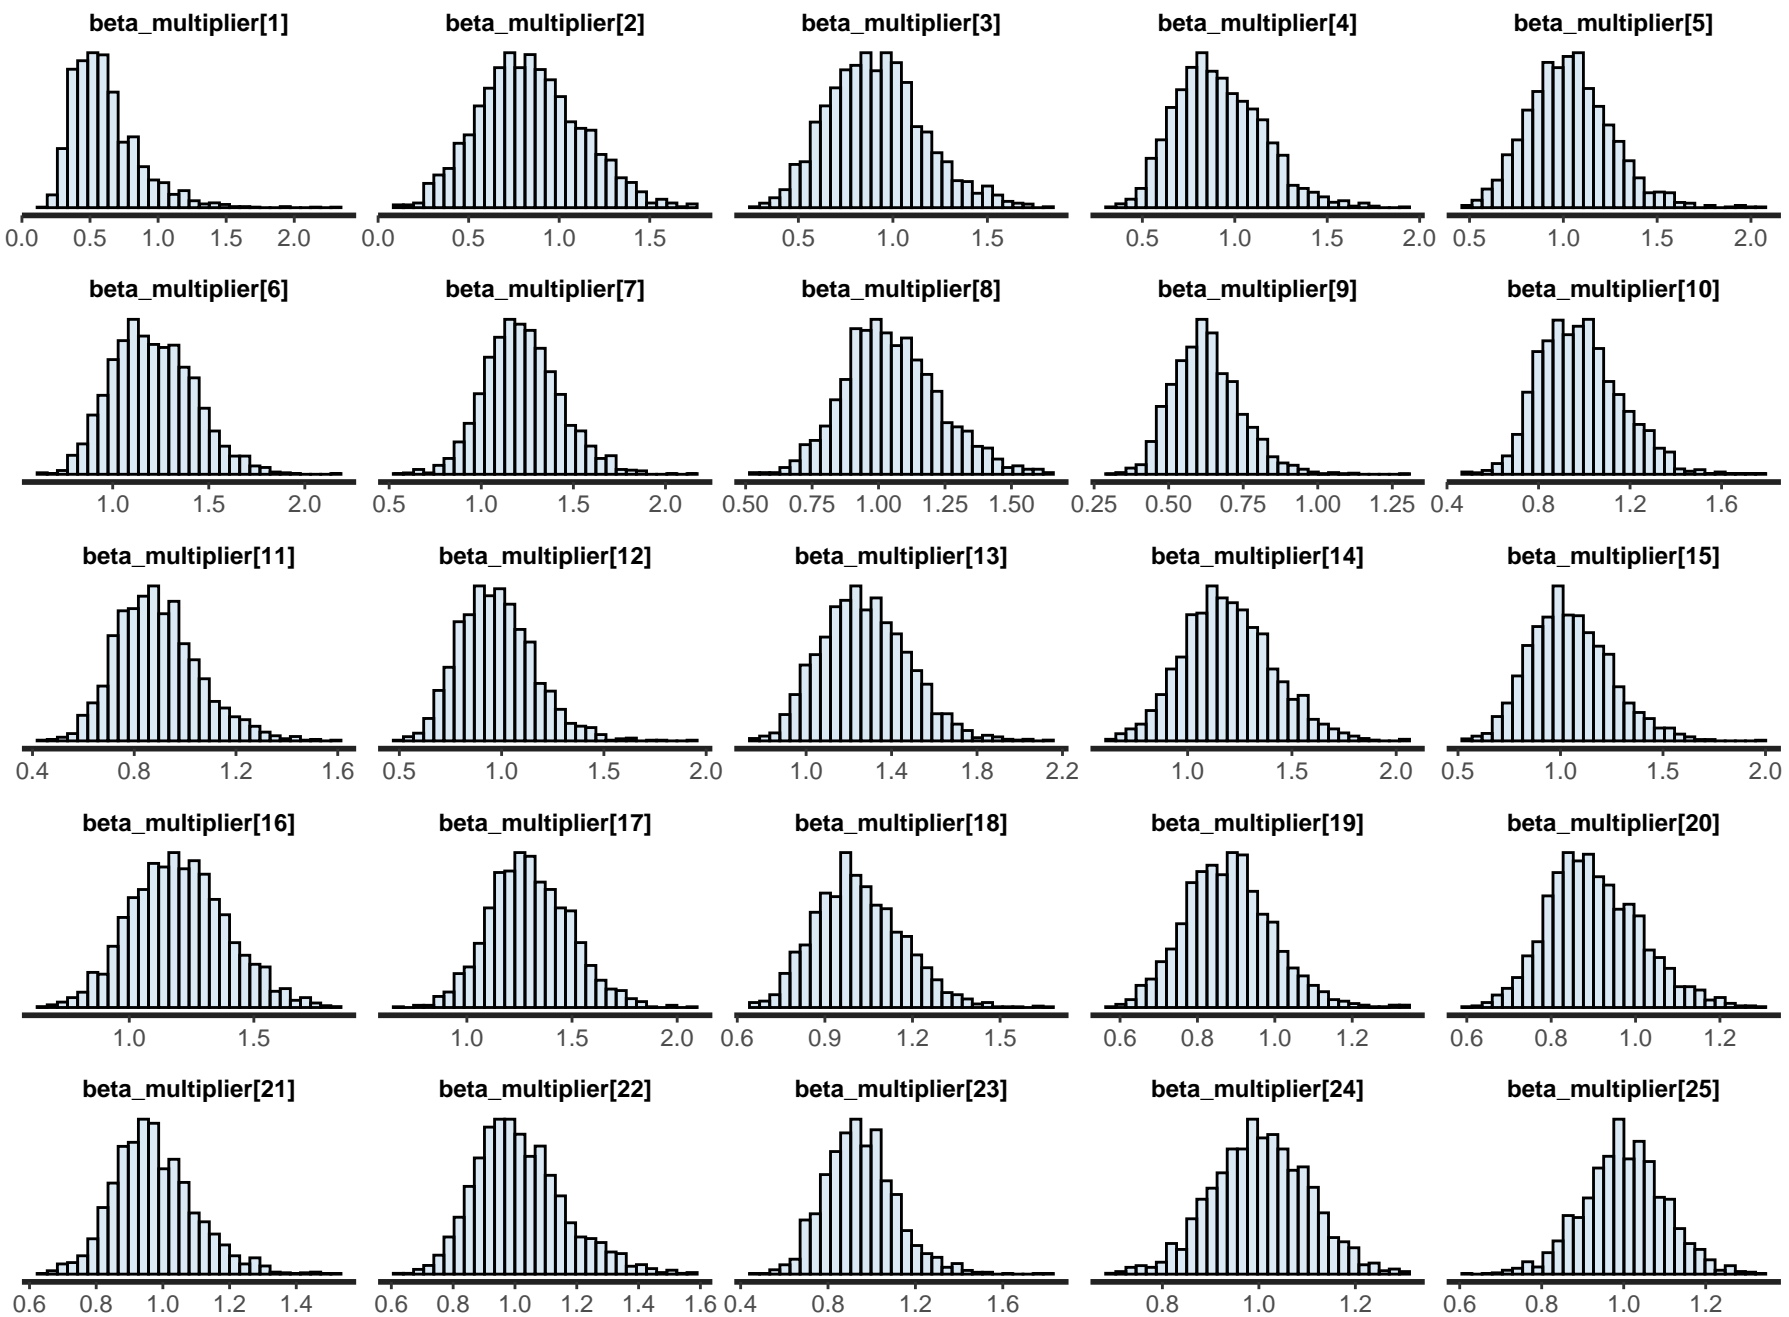 beta_multiplier[1] beta_multiplier[2] beta_multiplier[3] beta_multiplier[4] beta_multiplier[5]
0.0 0.5 1.0 1.5 2.0 0.0 0.5 1.0 1.5 0.5 1.0 1.5 0.5 1.0 1.5 2.0 0.5 1.0 1.5 2.0
beta_multiplier[6] beta_multiplier[7] beta_multiplier[8] beta_multiplier[9] beta_multiplier[10]
1.0 1.5 2.0 0.5 1.0 1.5 2.0 0.50 0.75 1.00 1.25 1.50 0.25 0.50 0.75 1.00 1.25 0.4 0.8 1.2 1.6
beta_multiplier[11] beta_multiplier[12] beta_multiplier[13] beta_multiplier[14] beta_multiplier[15]
0.4 0.8 1.2 1.6 0.5 1.0 1.5 2.0 1.0 1.4 1.8 2.2 1.0 1.5 2.0 0.5 1.0 1.5 2.0
beta_multiplier[16] beta_multiplier[17] beta_multiplier[18] beta_multiplier[19] beta_multiplier[20]
1.0 1.5 1.0 1.5 2.0 0.6 0.9 1.2 1.5 0.6 0.8 1.0 1.2 0.6 0.8 1.0 1.2
beta_multiplier[21] beta_multiplier[22] beta_multiplier[23] beta_multiplier[24] beta_multiplier[25]
0.6 0.8 1.0 1.2 1.4 0.6 0.8 1.0 1.2 1.4 1.6 0.4 0.8 1.2 1.6 0.8 1.0 1.2 0.6 0.8 1.0 1.2